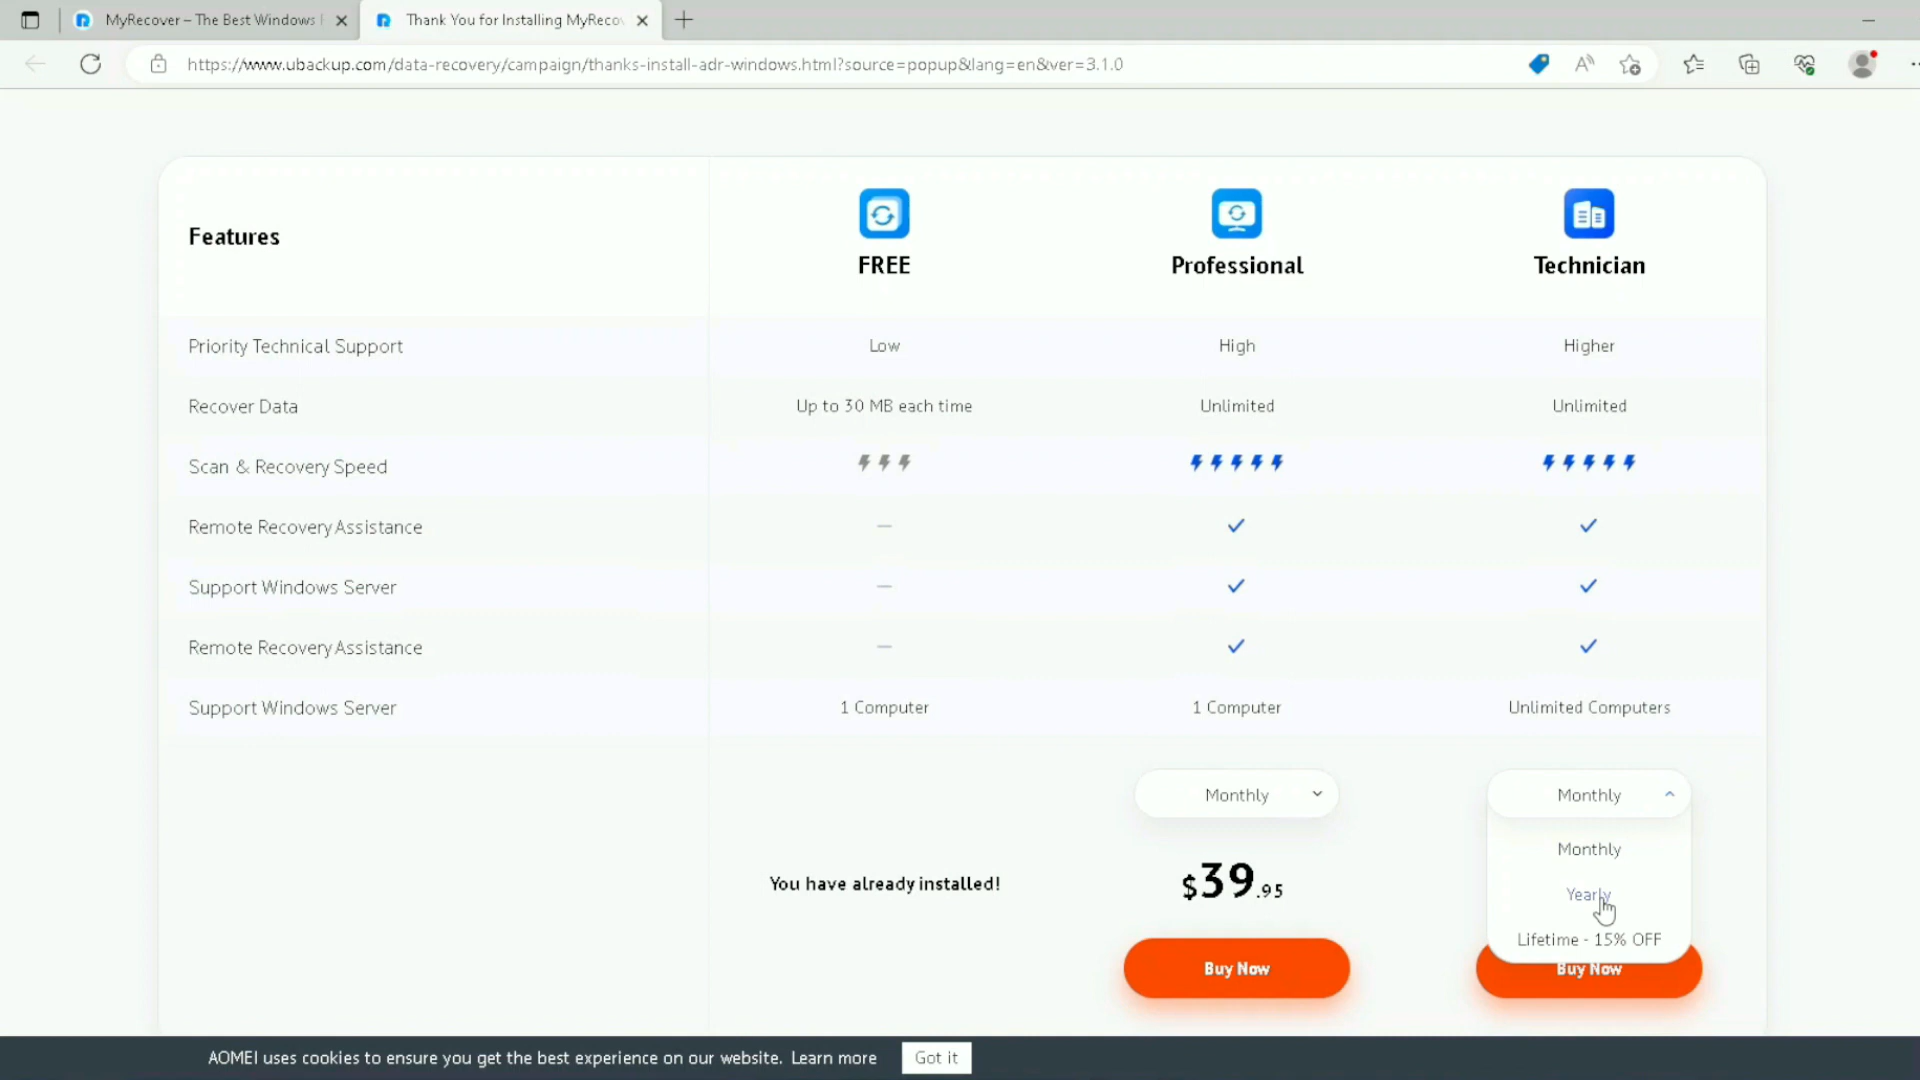 MyRecover – The Best Windows
Thank You for Installing MyReco
https://www.ubackup.com/data-recovery/campaign/thanks-install-adr-windows.html?source=popup&lang=en&ver=3.1.0
Features
FREE
Professional
Technician
Priority Technical Support
Low
High
Higher
Recover Data
Up to 30 MB each time
Unlimited
Unlimited
Scan & Recovery Speed
Remote Recovery Assistance
Support Windows Server
Remote Recovery Assistance
Support Windows Server
1 Computer
1 Computer
Unlimited Computers
Monthly
Monthly
Monthly
You have already installed!
$39.95
Yearly
Lifetime - 15% OFF
Buy Now
Buy Now
AOMEI uses cookies to ensure you get the best experience on our website. Learn more
Got it